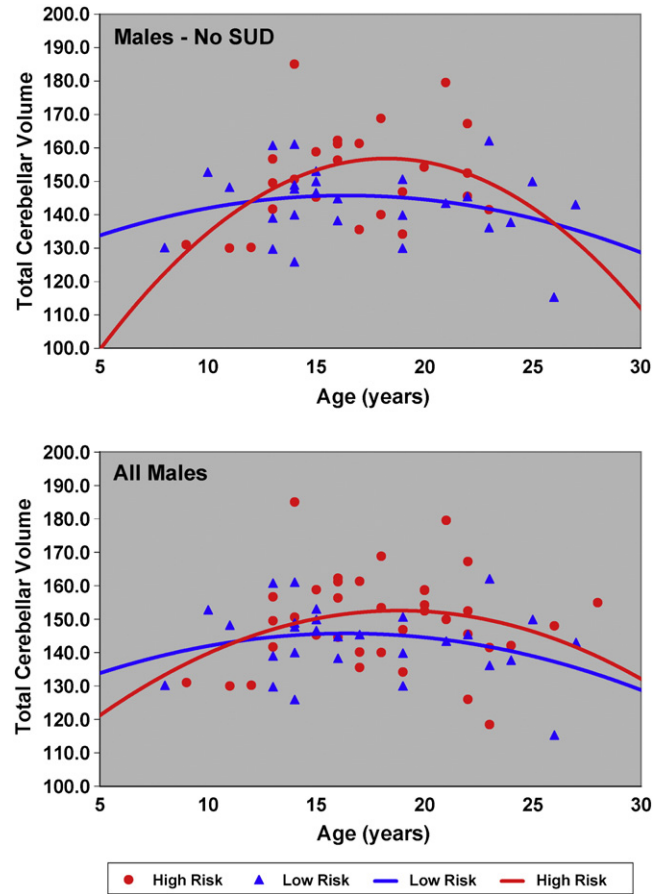 200.0
Males - No SUD
190.0
180.0
170.0
160.0
150.0
140.0
130.0
120.0
110.0
100.0
Total Cerebellar Volume
5 10 15 20 25 30
Age (years)
200.0
All Males
190.0
180.0
170.0
160.0
150.0
140.0
130.0
120.0
110.0
100.0
Total Cerebellar Volume
5 10 15 20 25 30
Age (years)
High Risk Low Risk Low Risk High Risk